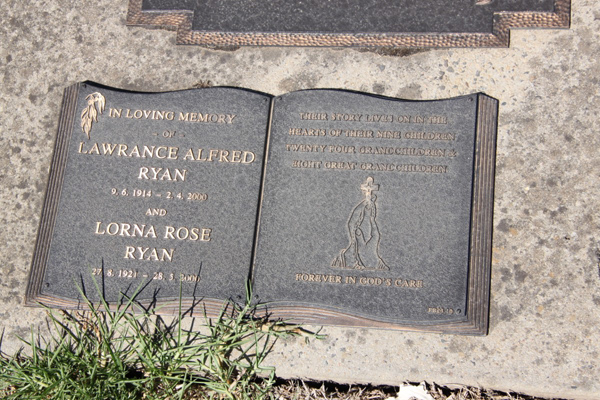 IN LOVING MEMORY
OF
LAWRANCE ALFRED
RYAN
9. 6. 1914 - 2. 4. 2000
AND
LORNA ROSE
RYAN
27. 8. 1921 - 28. 5.
THEIR STORY LIVES ON IN THE
HEARTS OF THEIR NINE CHILDREN,
TWENTY FOUR GRANDCHILDREN &
EIGHT GREAT GRANDCHILDREN
FOREVER IN GOD'S CARE